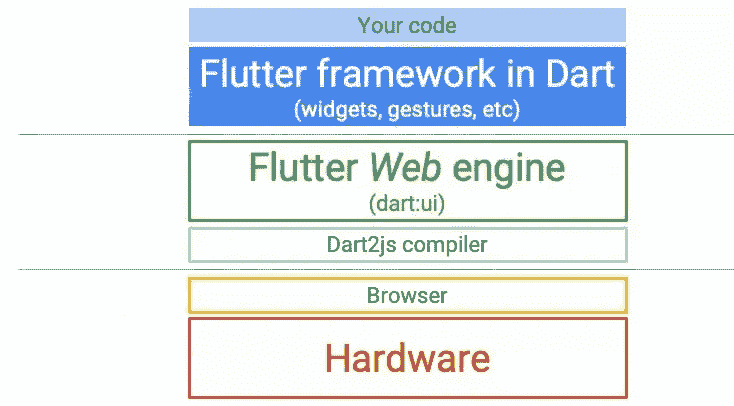 Your code
Flutter framework in Dart
(widgets, gestures, etc)
Flutter Web engine
(dart:ui)
Dart2js compiler
Browser
Hardware